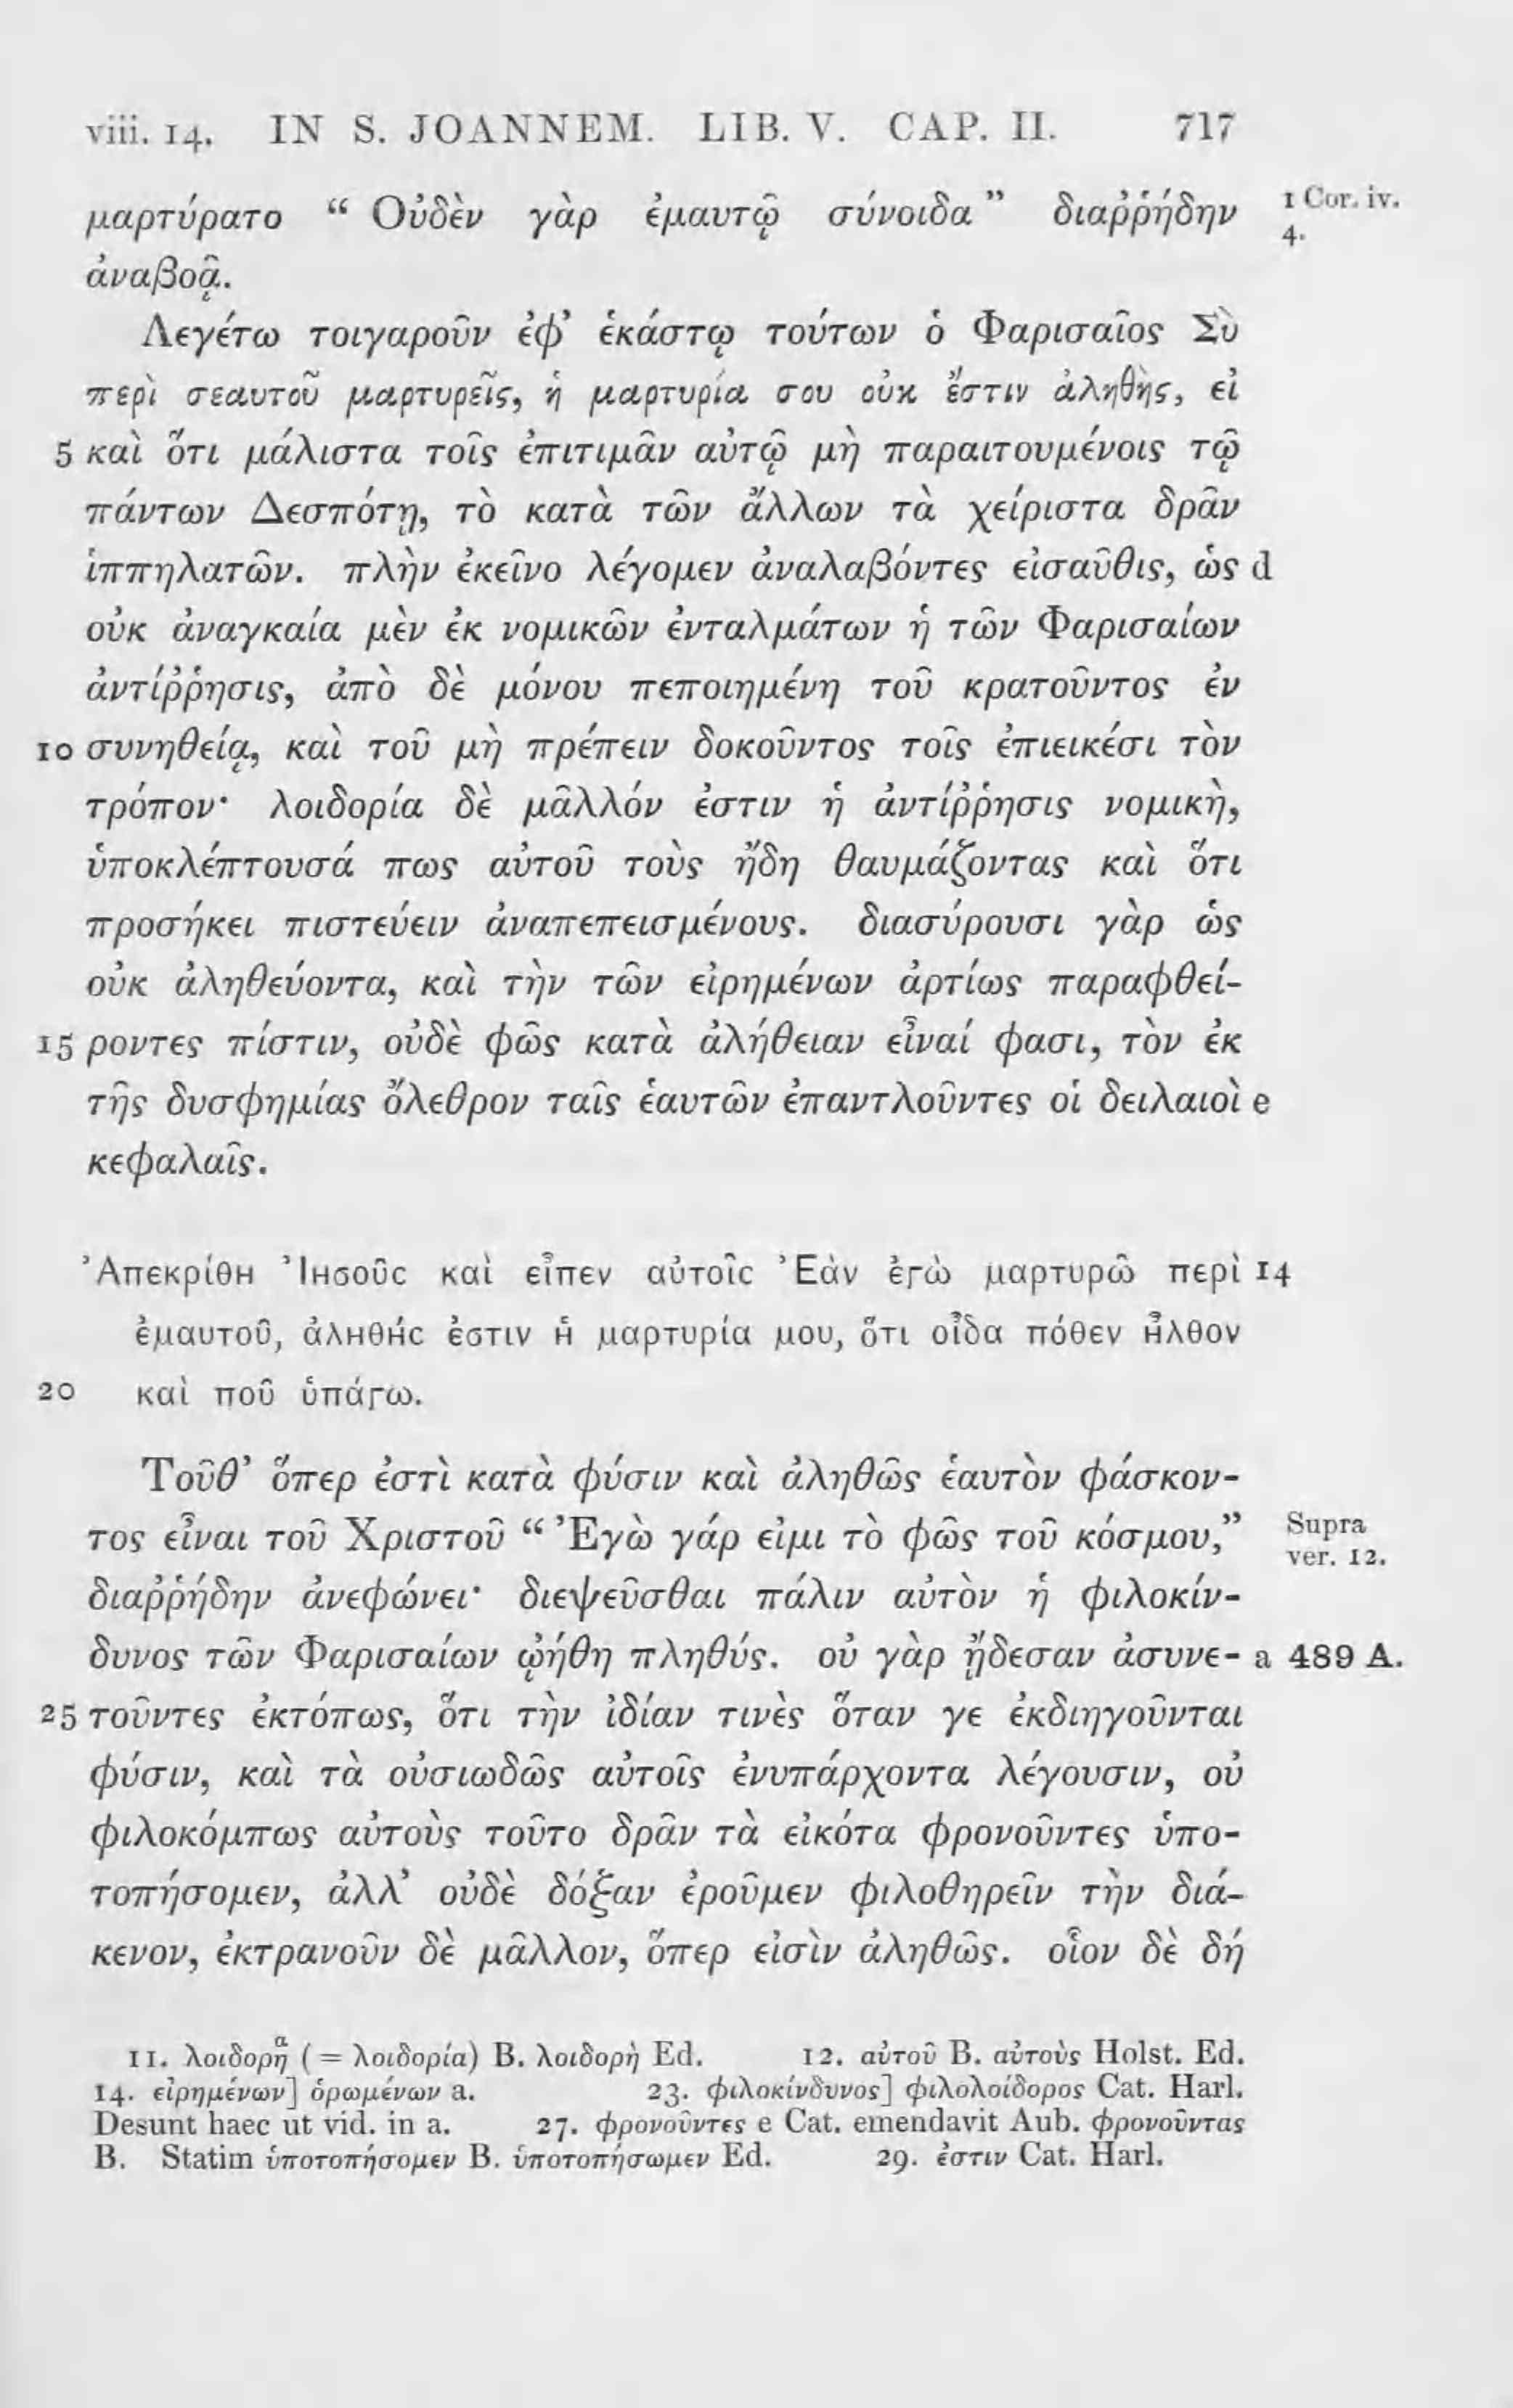 viii. 14. IN S. JOANNEM. LIB. V. CAP. II. 717
μαρτύρατο “ Οὐδὲν γὰρ ἐμαυτῷ σύνοιδα ” διαῤῥήδην 1 Cor. iv. 4.
ἀναβοᾷ.
Λεγέτω τοιγαροῦν ἐφ’ ἑκάστῳ τούτων ὁ Φαρισαῖος Σὺ
περὶ σεαυτοῦ μαρτυρεῖς, ἡ μαρτυρία σου οὐκ ἔστιν ἀληθὴς, εἰ
5 καὶ ὅτι μάλιστα τοῖς ἐπιτιμᾶν αὐτῷ μὴ παραιτουμένοις τῷ
πάντων Δεσπότῃ, τὸ κατὰ τῶν ἄλλων τὰ χείριστα δρᾶν
ἱππηλατῶν. πλὴν ἐκεῖνο λέγομεν ἀναλαβόντες εἰσαῦθις, ὡς d
οὐκ ἀναγκαία μὲν ἐκ νομικῶν ἐνταλμάτων ἡ τῶν Φαρισαίων
ἀντίῤῥησις, ἀπὸ δὲ μόνου πεποιημένη τοῦ κρατοῦντος ἐν
10 συνηθείᾳ, καὶ τοῦ μὴ πρέπειν δοκοῦντος τοῖς ἐπιεικέσι τὸν
τρόπον· λοιδορία δὲ μᾶλλόν ἐστιν ἡ ἀντίῤῥησις νομικὴ,
ὑποκλέπτουσά πως αὐτοῦ τοὺς ἤδη θαυμάζοντας καὶ ὅτι
προσήκει πιστεύειν ἀναπεπεισμένους. διασύρουσι γὰρ ὡς
οὐκ ἀληθεύοντα, καὶ τὴν τῶν εἰρημένων ἀρτίως παραφθεί-
15 ροντες πίστιν, οὐδὲ φῶς κατὰ ἀλήθειαν εἶναί φασι, τὸν ἐκ
τῆς δυσφημίας ὄλεθρον ταῖς ἑαυτῶν ἐπαντλοῦντες οἱ δειλαιοὶ e
κεφαλαῖς.
Ἀπεκρίθη Ἰησοῦς καὶ εἶπεν αὐτοῖς Ἐὰν ἐγὼ μαρτυρῶ περὶ 14
ἐμαυτοῦ, ἀληθής ἐστιν ἡ μαρτυρία μου, ὅτι οἶδα πόθεν ἦλθον
20 καὶ ποῦ ὑπάγω.
Τοῦθ’ ὅπερ ἐστὶ κατὰ φύσιν καὶ ἀληθῶς ἑαυτὸν φάσκον-
τος εἶναι τοῦ Χριστοῦ “ Ἐγὼ γάρ εἰμι τὸ φῶς τοῦ κόσμου,” Supra ver. 12.
διαῤῥήδην ἀνεφώνει· διεψεῦσθαι πάλιν αὐτὸν ἡ φιλοκίν-
δυνος τῶν Φαρισαίων ᾠήθη πληθύς. οὐ γὰρ ᾔδεσαν ἀσυνε- a 489 A.
25 τοῦντες ἐκτόπως, ὅτι τὴν ἰδίαν τινὲς ὅταν γε ἐκδιηγοῦνται
φύσιν, καὶ τὰ οὐσιωδῶς αὐτοῖς ἐνυπάρχοντα λέγουσιν, οὐ
φιλοκόμπως αὐτοὺς τοῦτο δρᾶν τὰ εἰκότα φρονοῦντες ὑπο-
τοπήσομεν, ἀλλ’ οὐδὲ δόξαν ἐροῦμεν φιλοθηρεῖν τὴν διά-
κενον, ἐκτρανοῦν δὲ μᾶλλον, ὅπερ εἰσὶν ἀληθῶς. οἷον δὲ δή
11. λοιδορηᾶ ( = λοιδορία) B. λοιδορὴ Ed. 12. αὐτοῦ B. αὐτοὺς Holst. Ed.
14. εἰρημένων] ὁρωμένων a. 23. φιλοκίνδυνος] φιλολοίδορος Cat. Harl.
Desunt haec ut vid. in a. 27. φρονοῦντες e Cat. emendavit Aub. φρονοῦντας
B. Statim ὑποτοπήσομεν B. ὑποτοπήσωμεν Ed. 29. ἐστιν Cat. Harl.